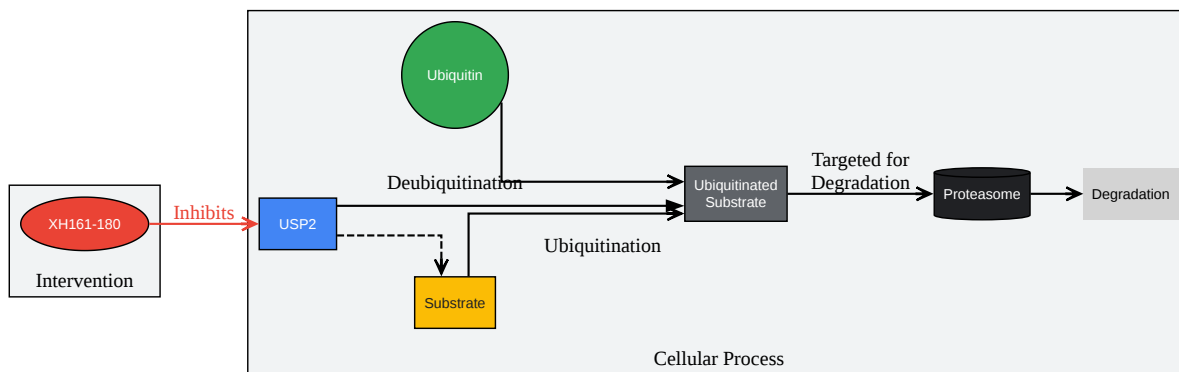 Ubiquitin
Deubiquitination
Targeted for
Degradation
Ubiquitinated
Substrate
Proteasome
Degradation
XH161-180
Inhibits
USP2
Ubiquitination
Intervention
Substrate
Cellular Process